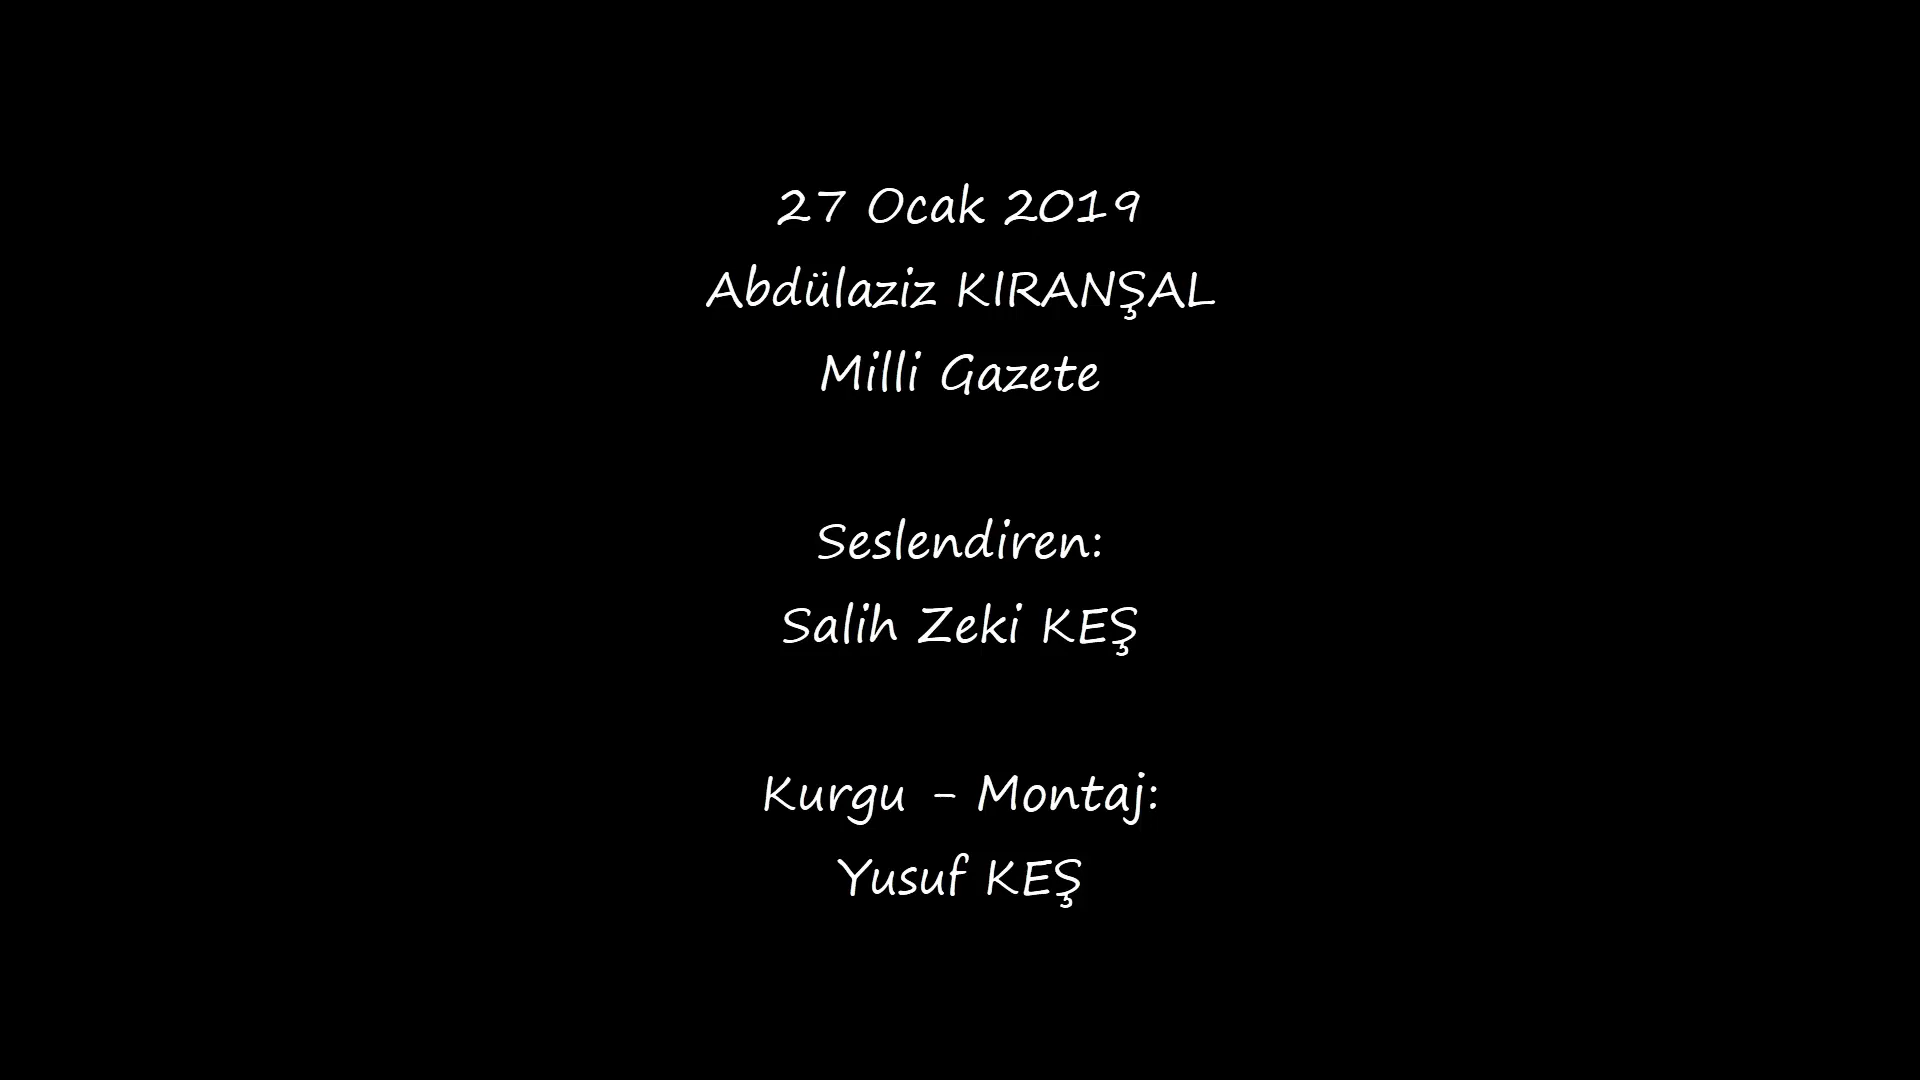 27 Ocak 2019
Abdülaziz KIRANŞAL
Milli Gazete
Seslendiren:
Salih Zeki KEŞ
Kurgu - Montaj:
Yusuf KEŞ